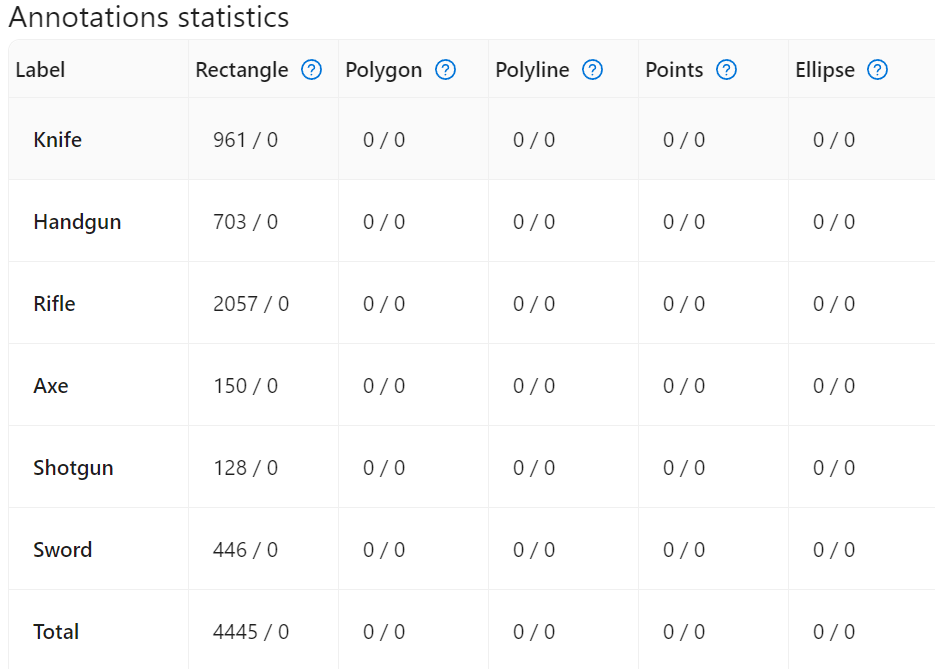 Annotations statistics
Label Rectangle ? Polygon ? Polyline ? Points ? Ellipse ?
Knife 961 / 0 0 / 0 0 / 0 0 / 0 0 / 0
Handgun 703 / 0 0 / 0 0 / 0 0 / 0 0 / 0
Rifle 2057 / 0 0 / 0 0 / 0 0 / 0 0 / 0
Axe 150 / 0 0 / 0 0 / 0 0 / 0 0 / 0
Shotgun 128 / 0 0 / 0 0 / 0 0 / 0 0 / 0
Sword 446 / 0 0 / 0 0 / 0 0 / 0 0 / 0
Total 4445 / 0 0 / 0 0 / 0 0 / 0 0 / 0